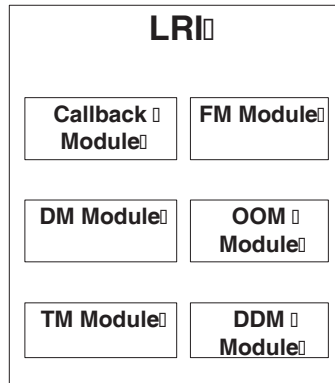 LRI
Callback
Module
FM Module
DM Module
OOM
Module
TM Module
DDM
Module